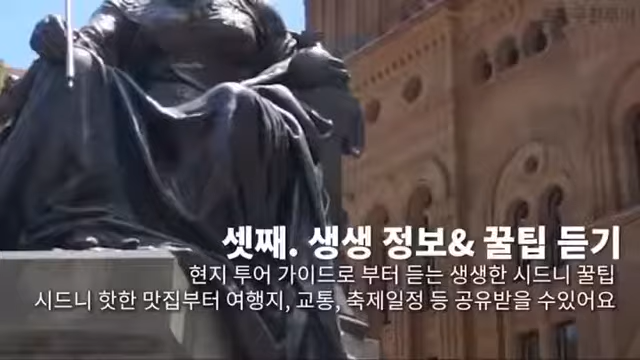 셋째. 생생 정보& 꿀팁 듣기
현지 투어 가이드로 부터 듣는 생생한 시드니 꿀팁
시드니 핫한 맛집부터 여행지, 교통, 축제일정 등 공유받을 수있어요